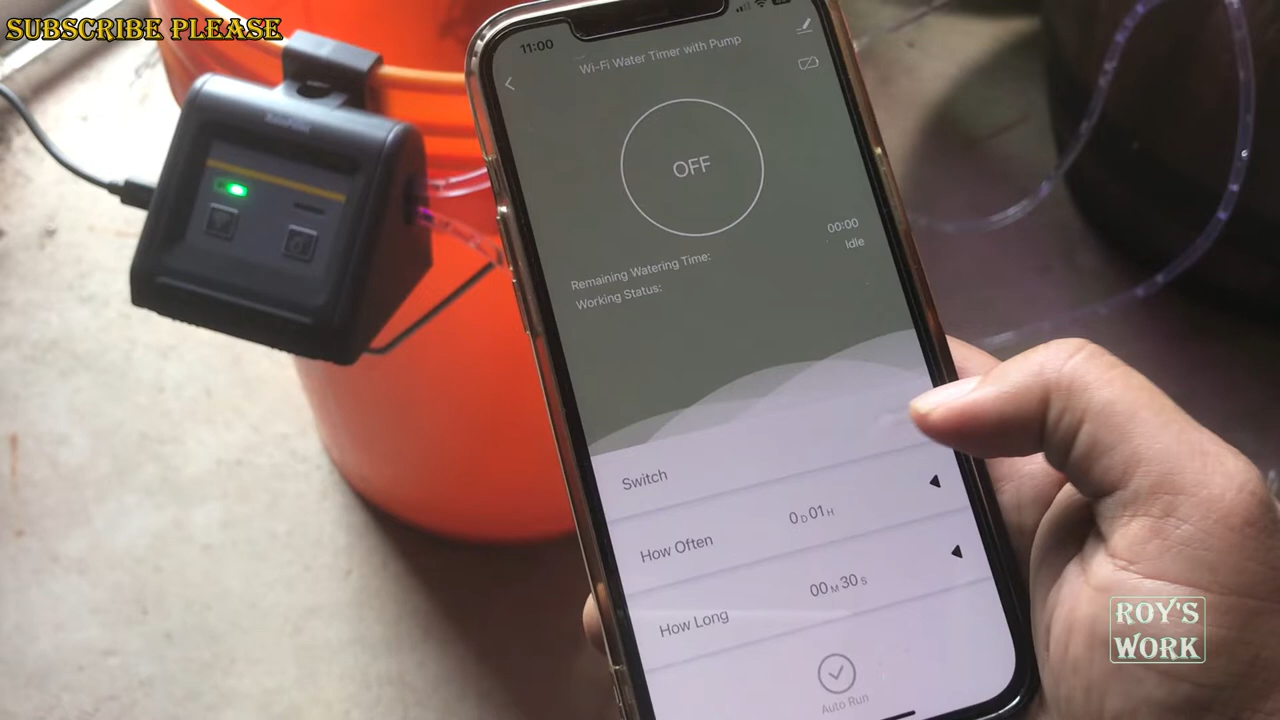 SUBSCRIBE PLEASE
11:00
Wi-Fi Water Timer with Pump
OFF
Remaining Watering Time: 00:00
Working Status: Idle
Switch
How Often 0D01H
How Long 00M30S
Auto Run
ROY'S
WORK